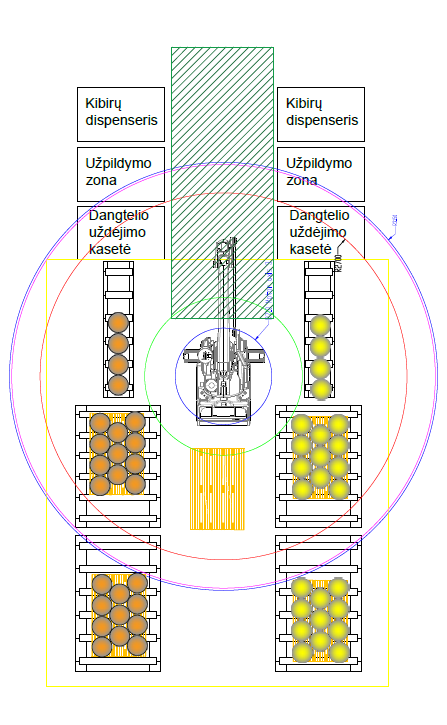 Kibirų
dispenseris
Kibirų
dispenseris
Užpildymo
zona
Užpildymo
zona
Dangtelio
uždėjimo
kasetė
Dangtelio
uždėjimo
kasetė
R2700